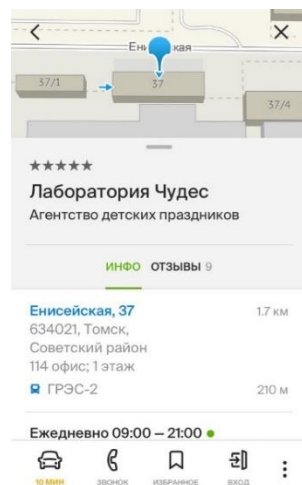 Енисейская
37/1
37
37/4
Лаборатория Чудес
Агентство детских праздников
ИНФО ОТЗЫВЫ 9
Енисейская, 37 1.7 км
634021, Томск,
Советский район
114 офис; 1 этаж
ГРЭС-2 210 м
Ежедневно 09:00 – 21:00
10 МИН ЗВОНОК ИЗБРАННОЕ ВХОД